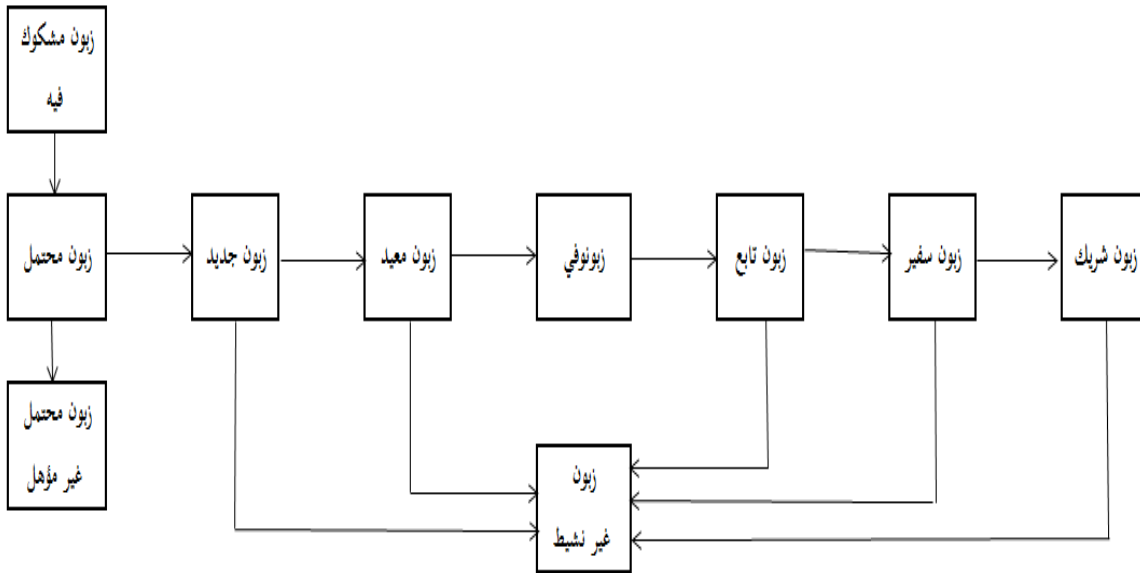 زبون مشكوك
فيه
زبون محتمل
زبون جديد
زبون معيد
زبونوفي
زبون تابع
زبون سفير
زبون شريك
زبون محتمل
غير مؤهل
زبون
غير نشيط